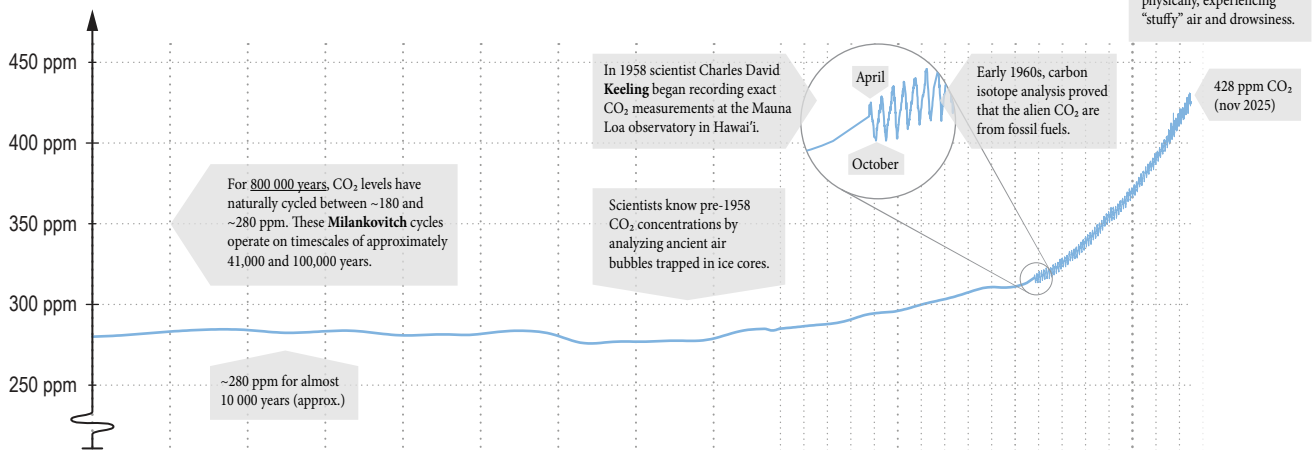 physically, experiencing
“stuffy” air and drowsiness.
450 ppm
400 ppm
350 ppm
300 ppm
250 ppm
In 1958 scientist Charles David
Keeling began recording exact
CO₂ measurements at the Mauna
Loa observatory in Hawai'i.
April
October
Early 1960s, carbon
isotope analysis proved
that the alien CO₂ are
from fossil fuels.
428 ppm CO₂
(nov 2025)
For 800 000 years, CO₂ levels have
naturally cycled between ~180 and
~280 ppm. These Milankovitch cycles
operate on timescales of approximately
41,000 and 100,000 years.
Scientists know pre-1958
CO₂ concentrations by
analyzing ancient air
bubbles trapped in ice cores.
~280 ppm for almost
10 000 years (approx.)